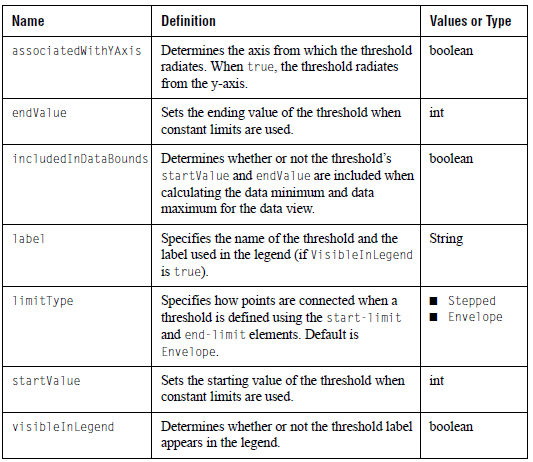 Name Definition Values or Type
associatedWithYAxis Determines the axis from which the threshold boolean
radiates. When true, the threshold radiates
from the y-axis.
endValue Sets the ending value of the threshold when int
constant limits are used.
includedInDataBounds Determines whether or not the threshold's boolean
startValue and endValue are included when
calculating the data minimum and data
maximum for the data view.
label Specifies the name of the threshold and the String
label used in the legend (if VisibleInLegend
is true).
limitType Specifies how points are connected when a ■ Stepped
threshold is defined using the start-limit ■ Envelope
and end-limit elements. Default is
Envelope.
startValue Sets the starting value of the threshold when int
constant limits are used.
visibleInLegend Determines whether or not the threshold label boolean
appears in the legend.